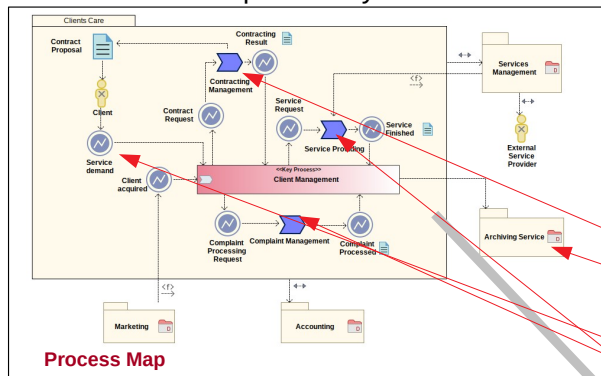 Clients Care
Contract
Proposal
Contracting
Result
Contracting
Management
Client
Contract
Request
Service
Request
Service
Finished
Service Providing
Services
Management
D
<f>
External
Service
Provider
Service
demand
Client
acquired
<<Key Process>>
Client Management
Complaint
Processing
Request
Complaint Management
Complaint
Processed
Archiving Service
D
<f>
Marketing
D
Accounting
D
Process Map